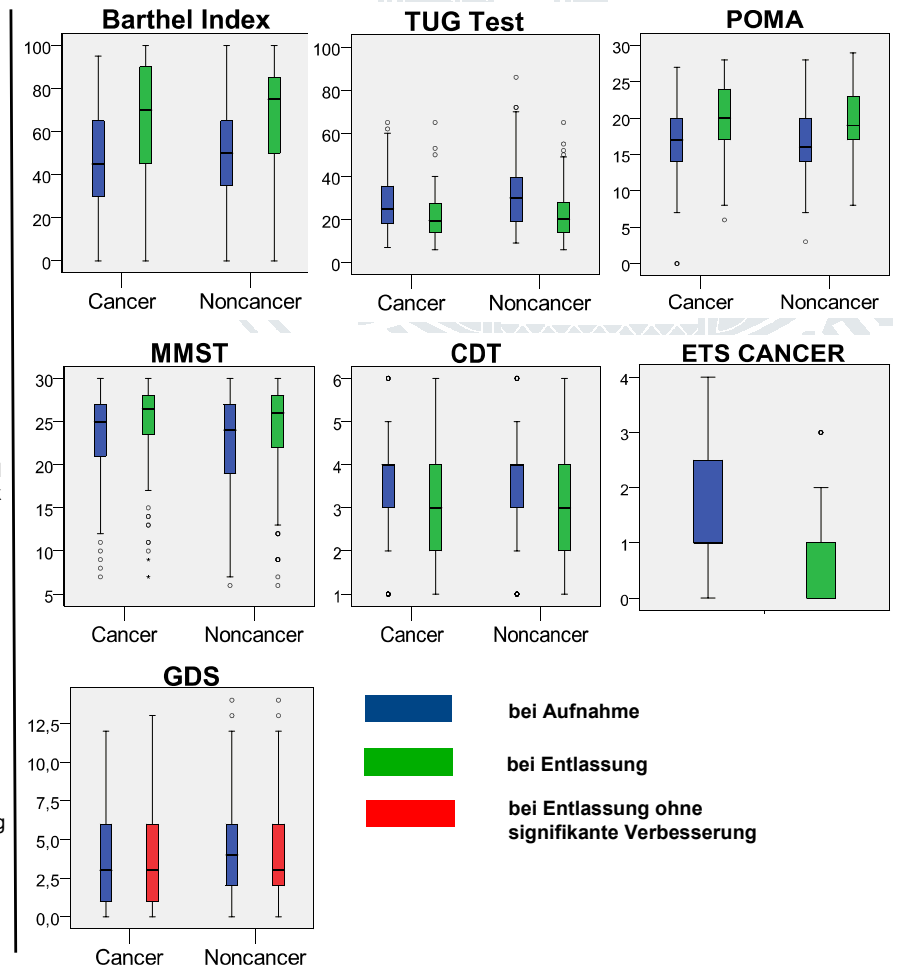 Barthel Index
100
80
60
40
20
0
Cancer Noncancer
TUG Test
100
80
60
40
20
0
Cancer Noncancer
POMA
30
25
20
15
10
5
0
Cancer Noncancer
MMST
30
25
20
15
10
5
Cancer Noncancer
CDT
6
5
4
3
2
1
Cancer Noncancer
ETS CANCER
4
3
2
1
0
GDS
12,5
10,0
7,5
5,0
2,5
0,0
Cancer Noncancer
bei Aufnahme
bei Entlassung
bei Entlassung ohne
signifikante Verbesserung
g